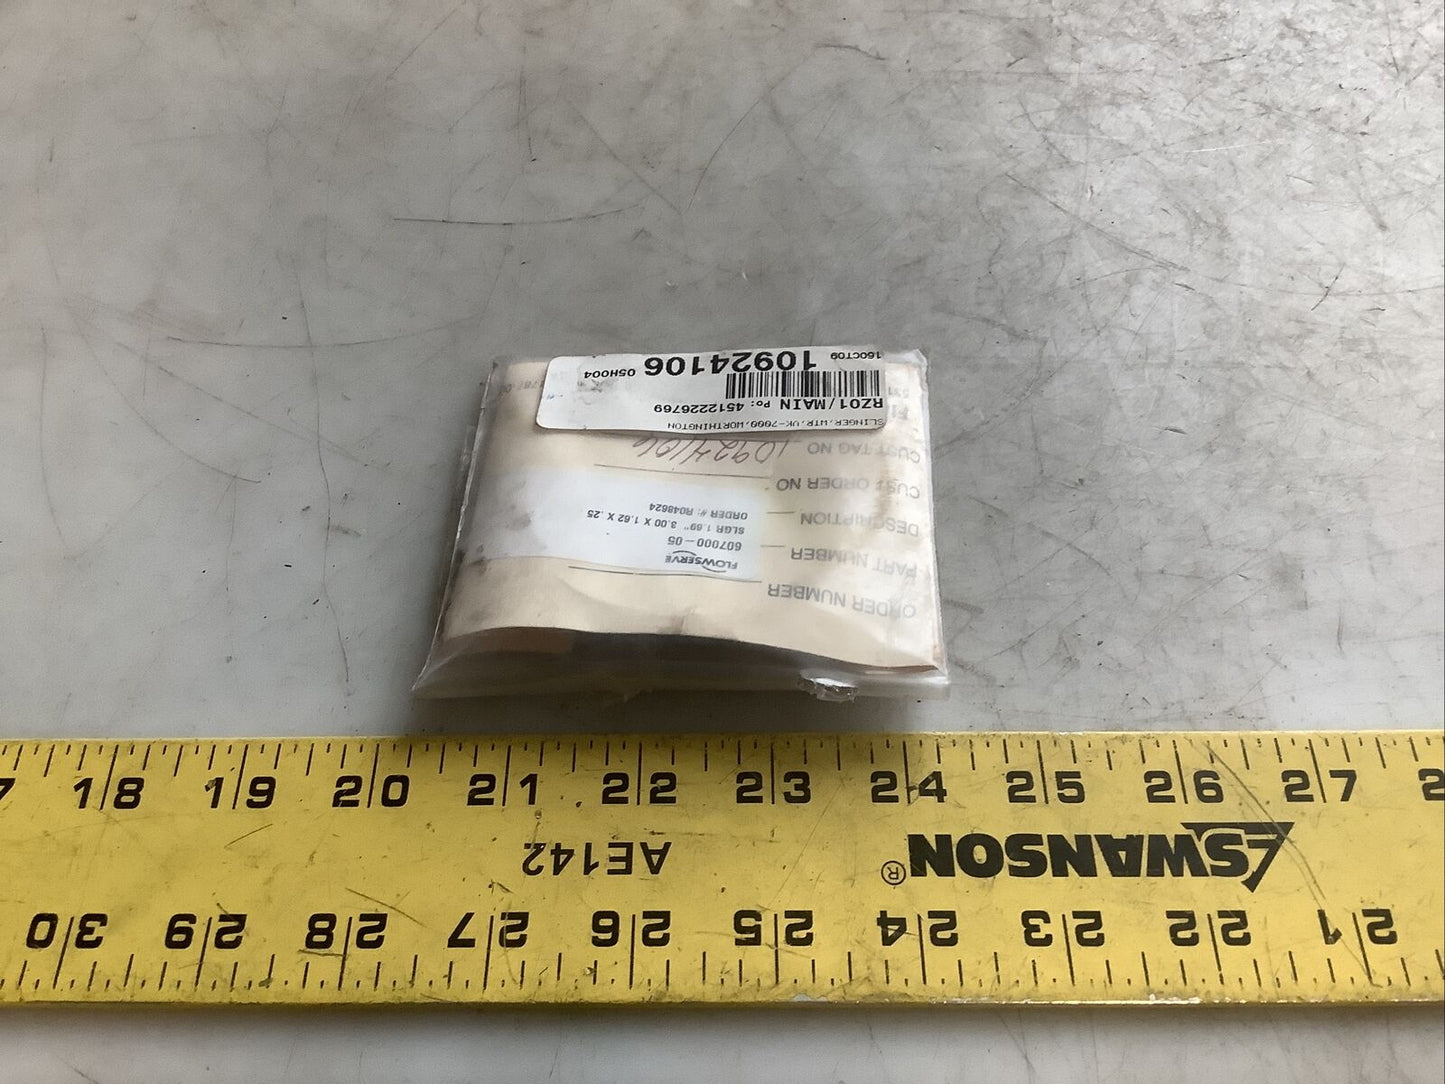 160CT09 10924106 05H004
RZ01/MAIN Po: 4512226769
SLINGER,WTR,UK-7000,WORTHINGTON
CUST TAG NO 10924106
CUST ORDER NO
DESCRIPTION
PART NUMBER
ORDER NUMBER
FLOWSERVE
607000-05
SLGR 1.69" 3.00 X 1.62 X .25
ORDER #: R048624
7 18 19 20 21 22 23 24 25 26 27 2
SWANSON®
AE142
21 22 23 24 25 26 27 28 29 30